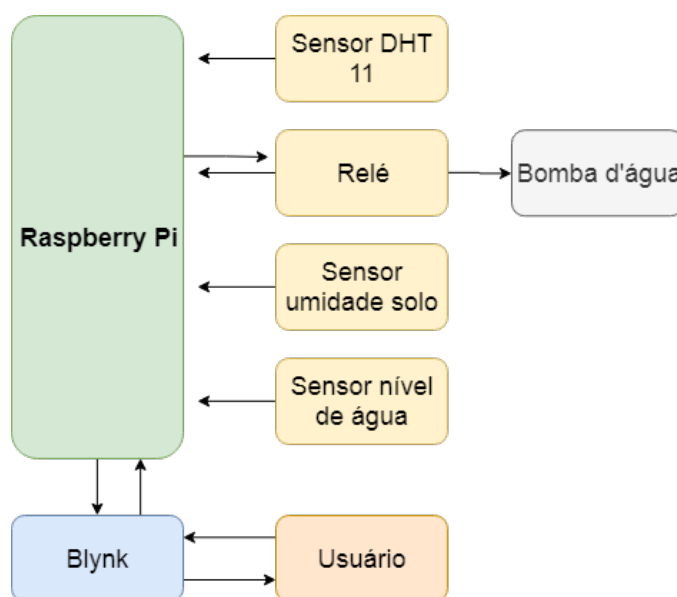 Sensor DHT
11
Relé
Bomba d'água
Raspberry Pi
Sensor
umidade solo
Sensor nível
de água
Blynk
Usuário